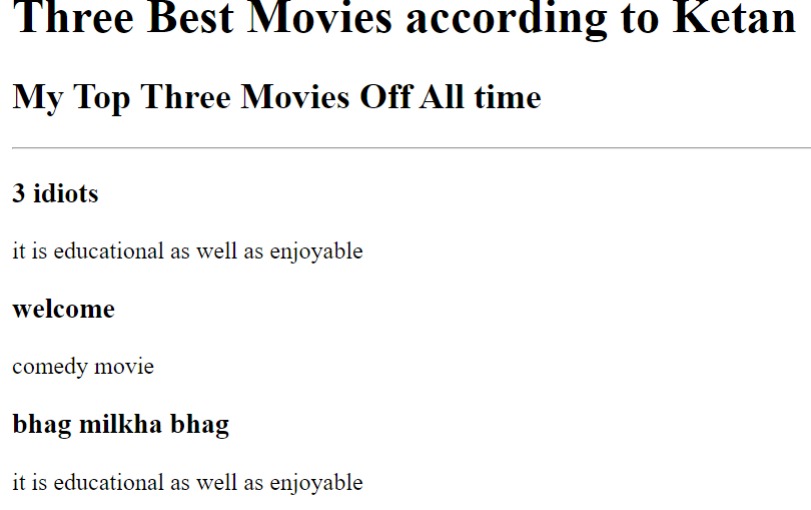 Three Best Movies according to Ketan
My Top Three Movies Off All time
3 idiots
it is educational as well as enjoyable
welcome
comedy movie
bhag milkha bhag
it is educational as well as enjoyable